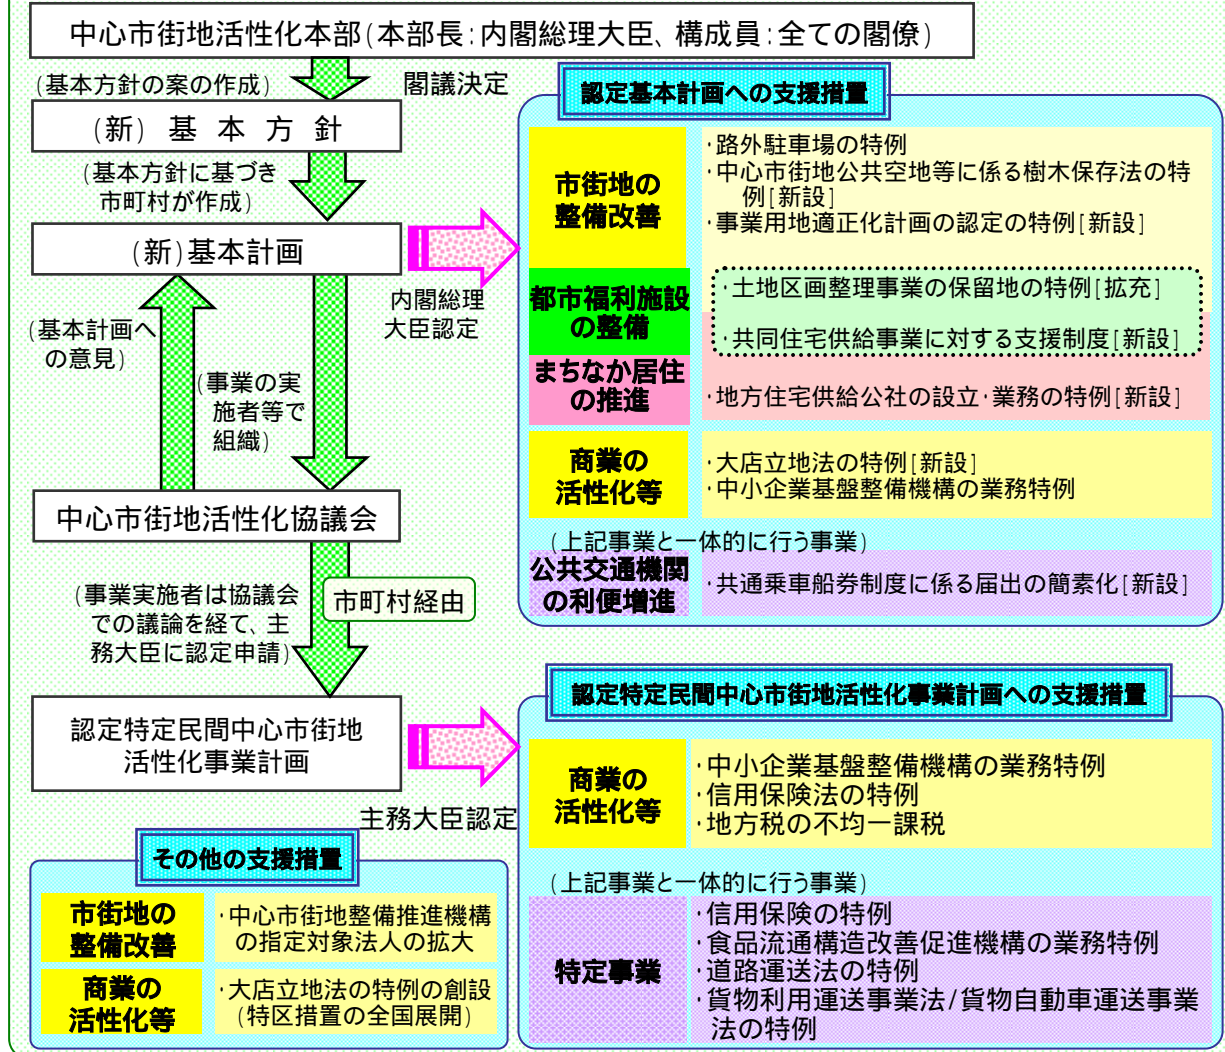 中心市街地活性化本部(本部長:内閣総理大臣、構成員:全ての閣僚)
(基本方針の案の作成)
閣議決定
(新) 基 本 方 針
(基本方針に基づき
市町村が作成)
(新)基本計画
内閣総理
大臣認定
(基本計画へ
の意見)
(事業の実
施者等で
組織)
中心市街地活性化協議会
(事業実施者は協議会
での議論を経て、主
務大臣に認定申請)
市町村経由
認定特定民間中心市街地
活性化事業計画
主務大臣認定
認定基本計画への支援措置
市街地の
整備改善
・路外駐車場の特例
・中心市街地公共空地等に係る樹木保存法の特
例[新設]
・事業用地適正化計画の認定の特例[新設]
都市福利施設
の整備
・土地区画整理事業の保留地の特例[拡充]
・共同住宅供給事業に対する支援制度[新設]
まちなか居住
の推進
・地方住宅供給公社の設立・業務の特例[新設]
商業の
活性化等
・大店立地法の特例[新設]
・中小企業基盤整備機構の業務特例
(上記事業と一体的に行う事業)
公共交通機関
の利便増進
・共通乗車船券制度に係る届出の簡素化[新設]
認定特定民間中心市街地活性化事業計画への支援措置
商業の
活性化等
・中小企業基盤整備機構の業務特例
・信用保険法の特例
・地方税の不均一課税
(上記事業と一体的に行う事業)
特定事業
・信用保険の特例
・食品流通構造改善促進機構の業務特例
・道路運送法の特例
・貨物利用運送事業法/貨物自動車運送事業
法の特例
その他の支援措置
市街地の
整備改善
・中心市街地整備推進機構
の指定対象法人の拡大
商業の
活性化等
・大店立地法の特例の創設
(特区措置の全国展開)